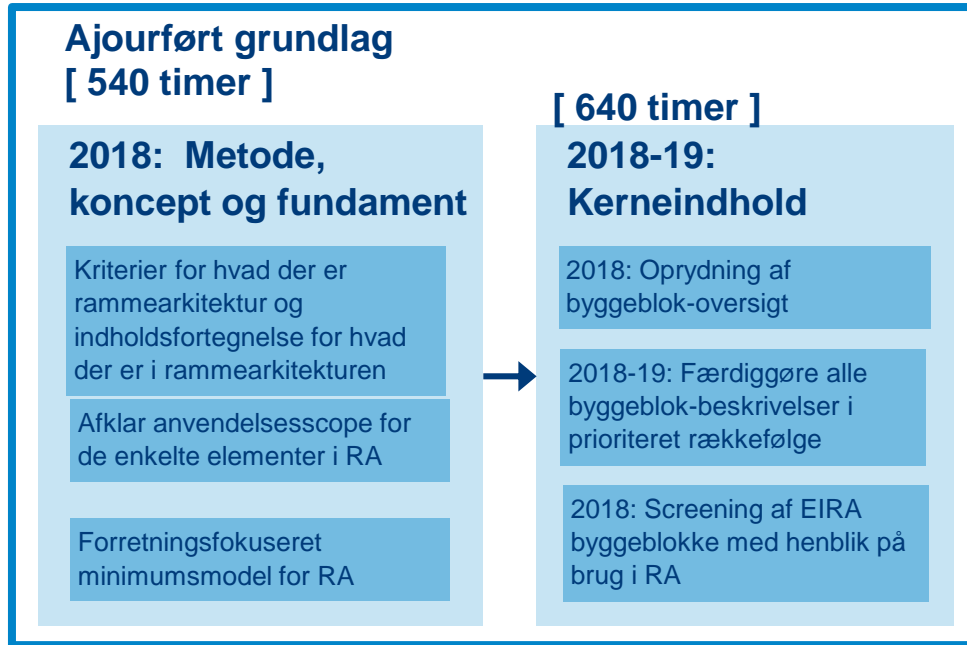 Ajourført grundlag
[ 540 timer ]
2018:  Metode,
koncept og fundament
Kriterier for hvad der er
rammearkitektur og
indholdsfortegnelse for hvad
der er i rammearkitekturen
Afklar anvendelsesscope for
de enkelte elementer i RA
Forretningsfokuseret
minimumsmodel for RA
[ 640 timer ]
2018-19:
Kerneindhold
2018: Oprydning af
byggeblok-oversigt
2018-19: Færdiggøre alle
byggeblok-beskrivelser i
prioriteret rækkefølge
2018: Screening af EIRA
byggeblokke med henblik på
brug i RA